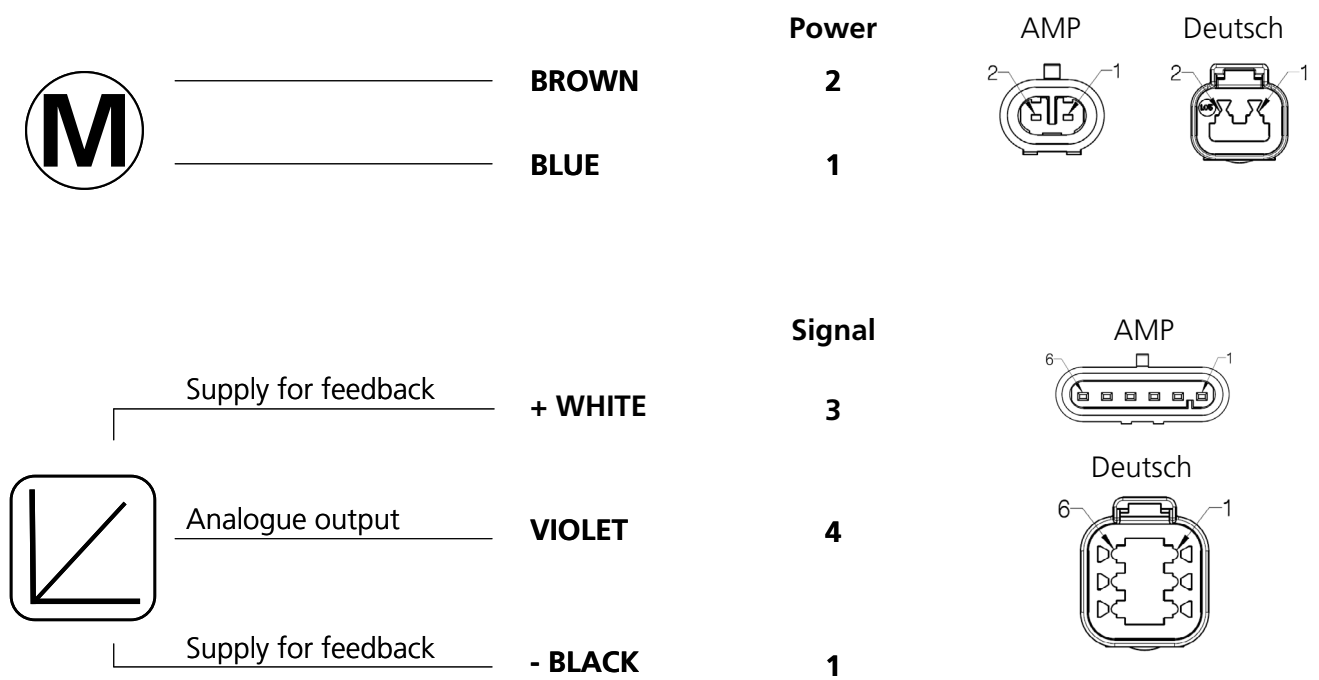 Power AMP Deutsch
M BROWN 2 2 1 2 1
BLUE 1
Signal AMP
6 1
Supply for feedback + WHITE 3
Deutsch
6 1
Analogue output VIOLET 4
Supply for feedback - BLACK 1